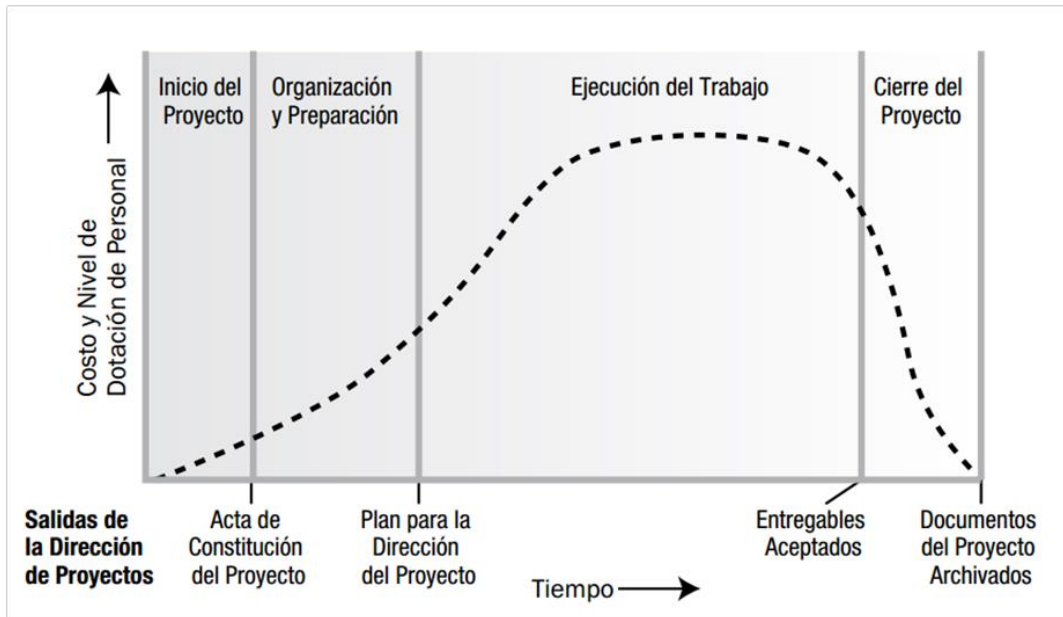 Inicio del
Proyecto
Organización
y Preparación
Ejecución del Trabajo
Cierre del
Proyecto
Costo y Nivel de
Dotación de Personal
Salidas de
la Dirección
de Proyectos
Acta de
Constitución
del Proyecto
Plan para la
Dirección
del Proyecto
Entregables
Aceptados
Documentos
del Proyecto
Archivados
Tiempo